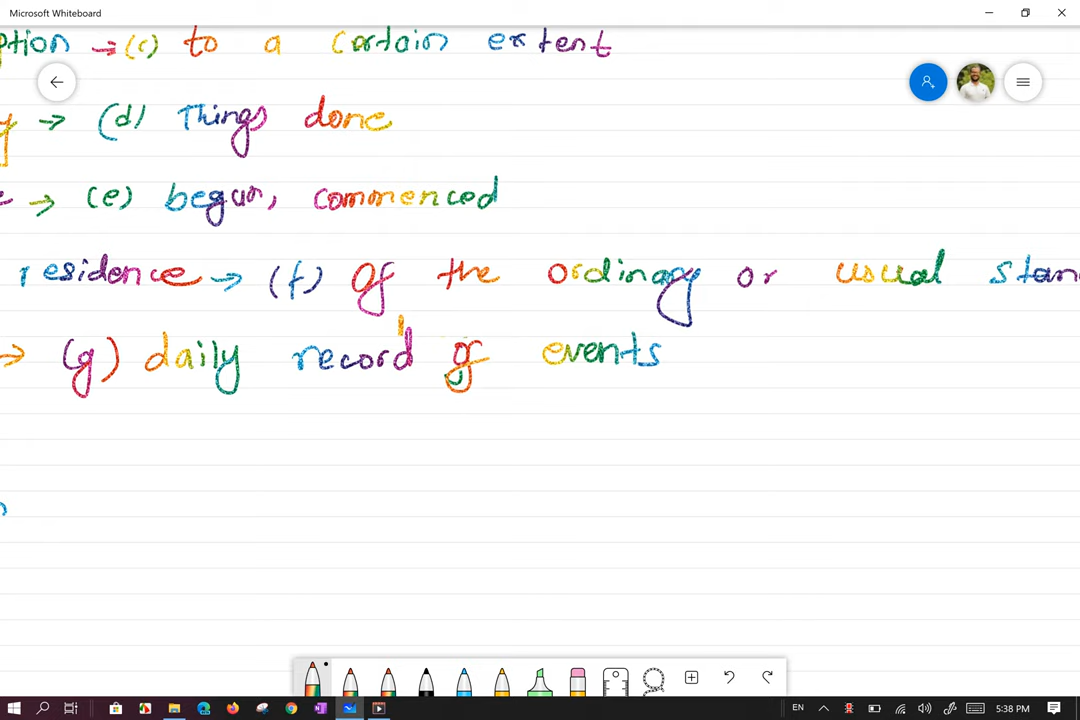 Microsoft Whiteboard
ption → (c) to a certain extent
y → (d) Things done
e → (e) begun, commenced
residence → (f) of the ordinary or usual stan
→ (g) daily record of events
n
EN 5:38 PM